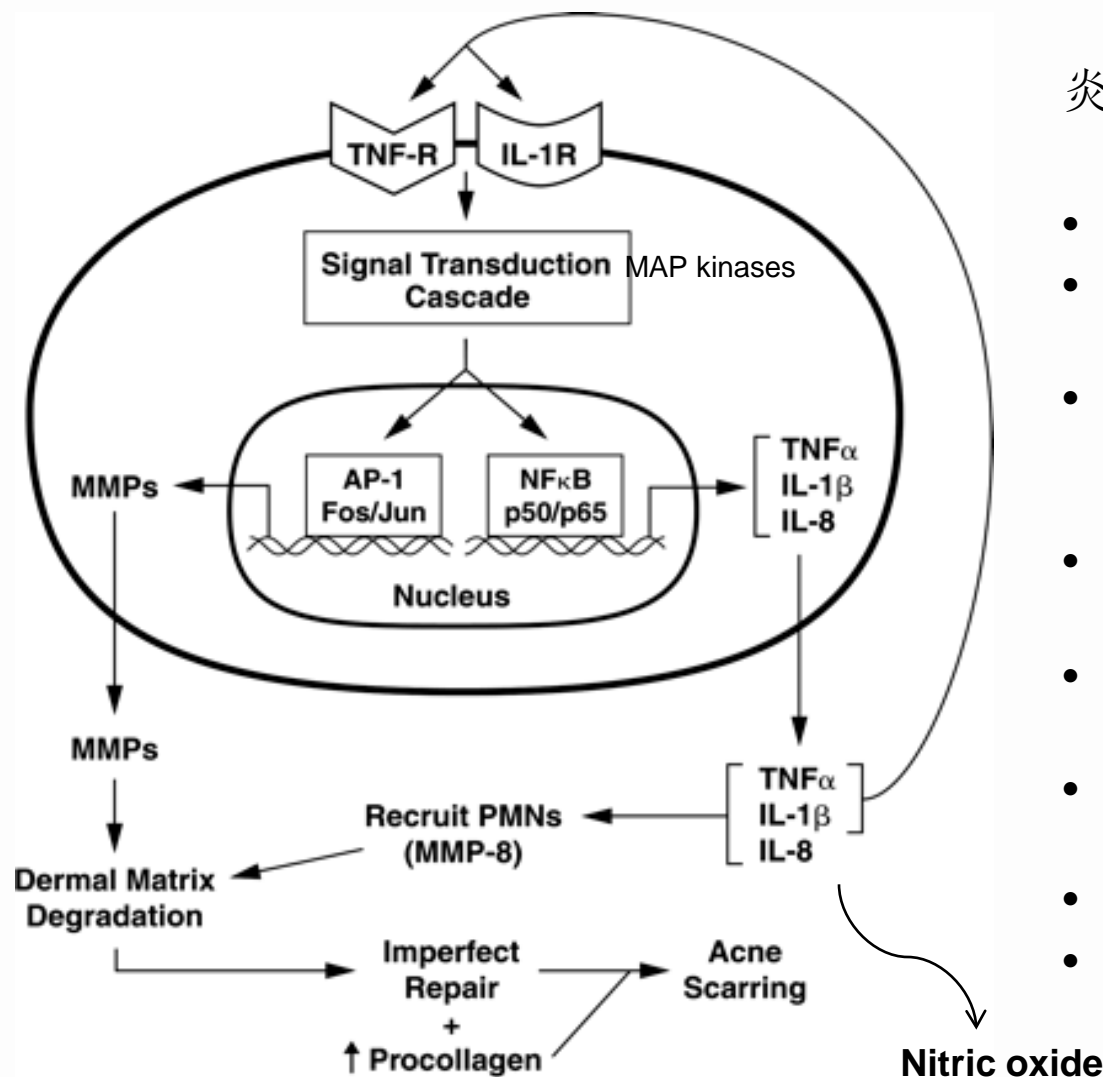 炎
TNF-R
IL-1R
Signal Transduction MAP kinases
Cascade
AP-1
Fos/Jun
NFκB
p50/p65
Nucleus
MMPs
TNFα
IL-1β
IL-8
MMPs
TNFα
IL-1β
IL-8
Recruit PMNs
(MMP-8)
Dermal Matrix
Degradation
Imperfect
Repair
+
↑ Procollagen
Acne
Scarring
Nitric oxide
•
•
•
•
•
•
•
•